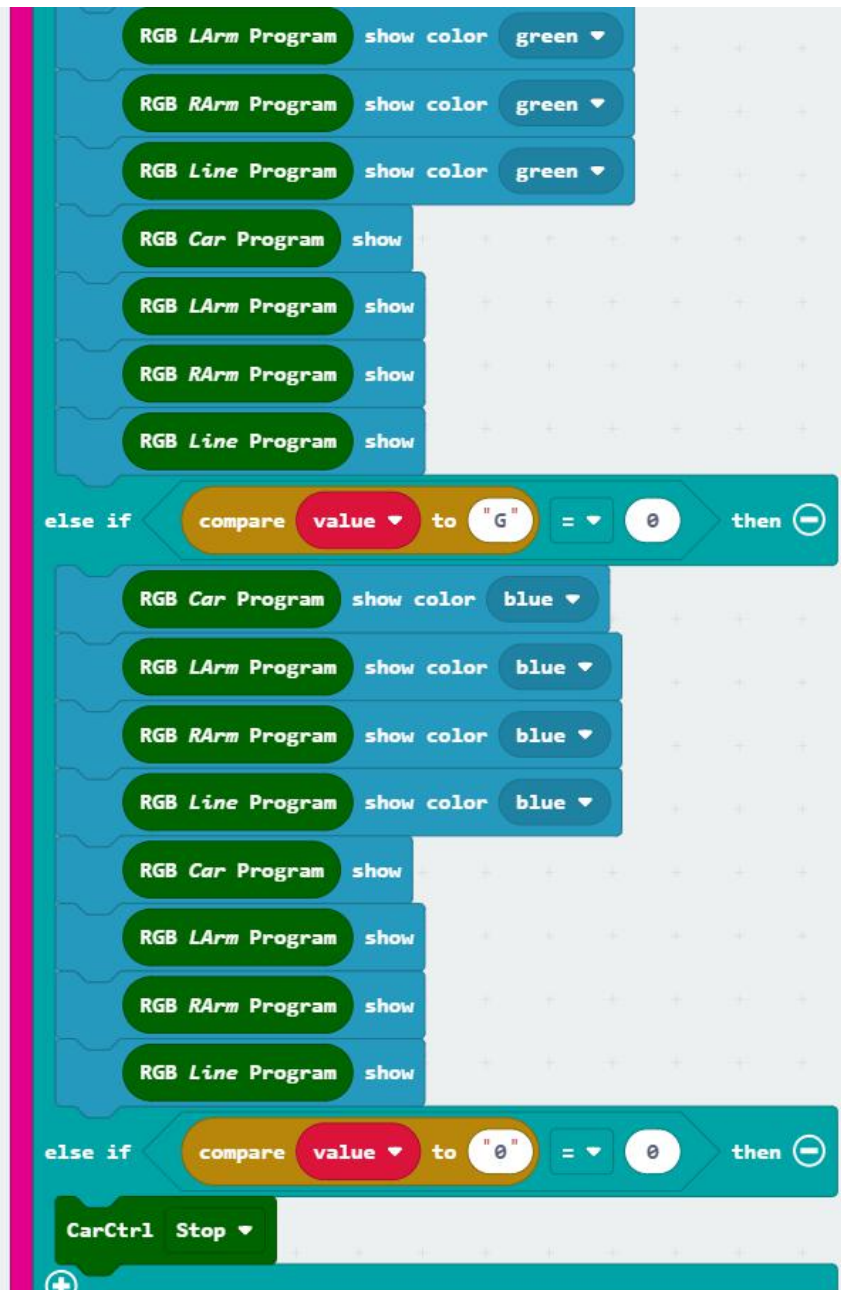 RGB LArm Program show color green
RGB RArm Program show color green
RGB Line Program show color green
RGB Car Program show
RGB LArm Program show
RGB RArm Program show
RGB Line Program show
else if compare value to "G" = 0 then
RGB Car Program show color blue
RGB LArm Program show color blue
RGB RArm Program show color blue
RGB Line Program show color blue
RGB Car Program show
RGB LArm Program show
RGB RArm Program show
RGB Line Program show
else if compare value to "0" = 0 then
CarCtrl Stop